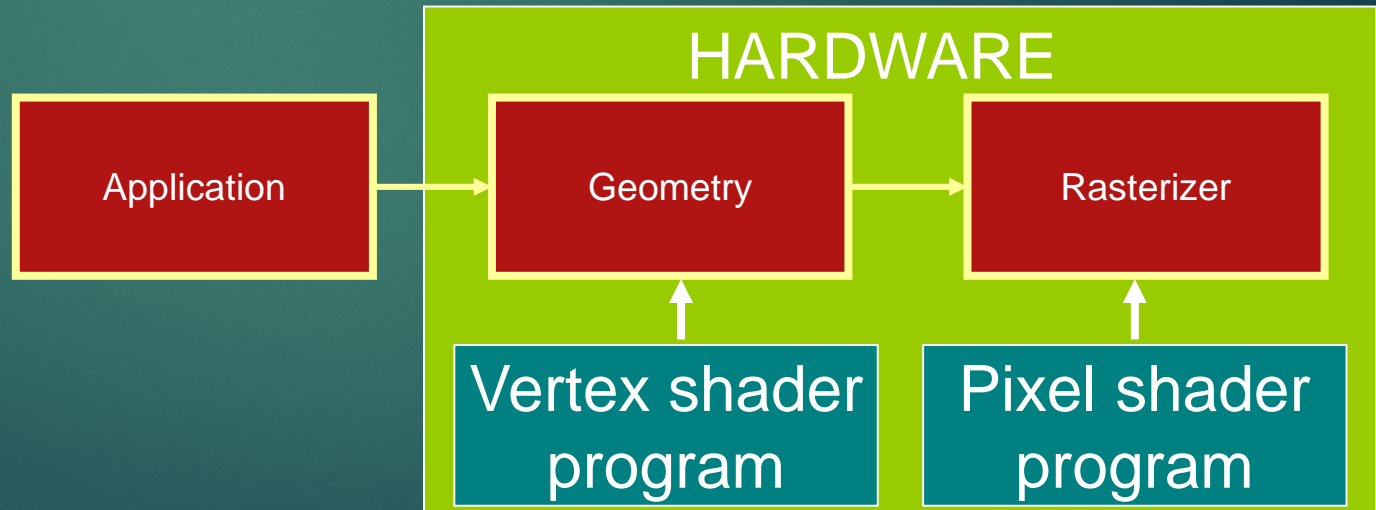 HARDWARE
Application
Geometry
Rasterizer
Vertex shader
program
Pixel shader
program